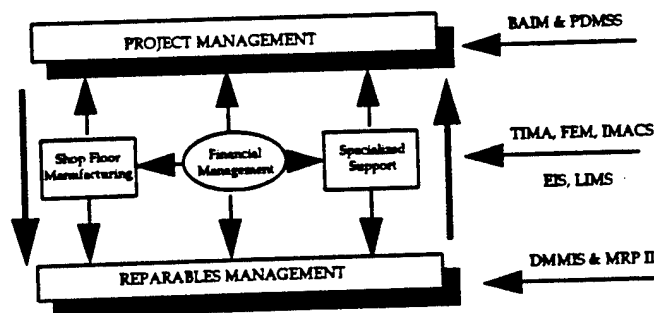 BAIM & PDMSS
PROJECT MANAGEMENT
TIMA, FEM, IMACS,
Shop Floor
Manufacturing
Financial
Management
Specialized
Support
EIS, LIMS
DMMIS & MRP II
REPARABLES MANAGEMENT